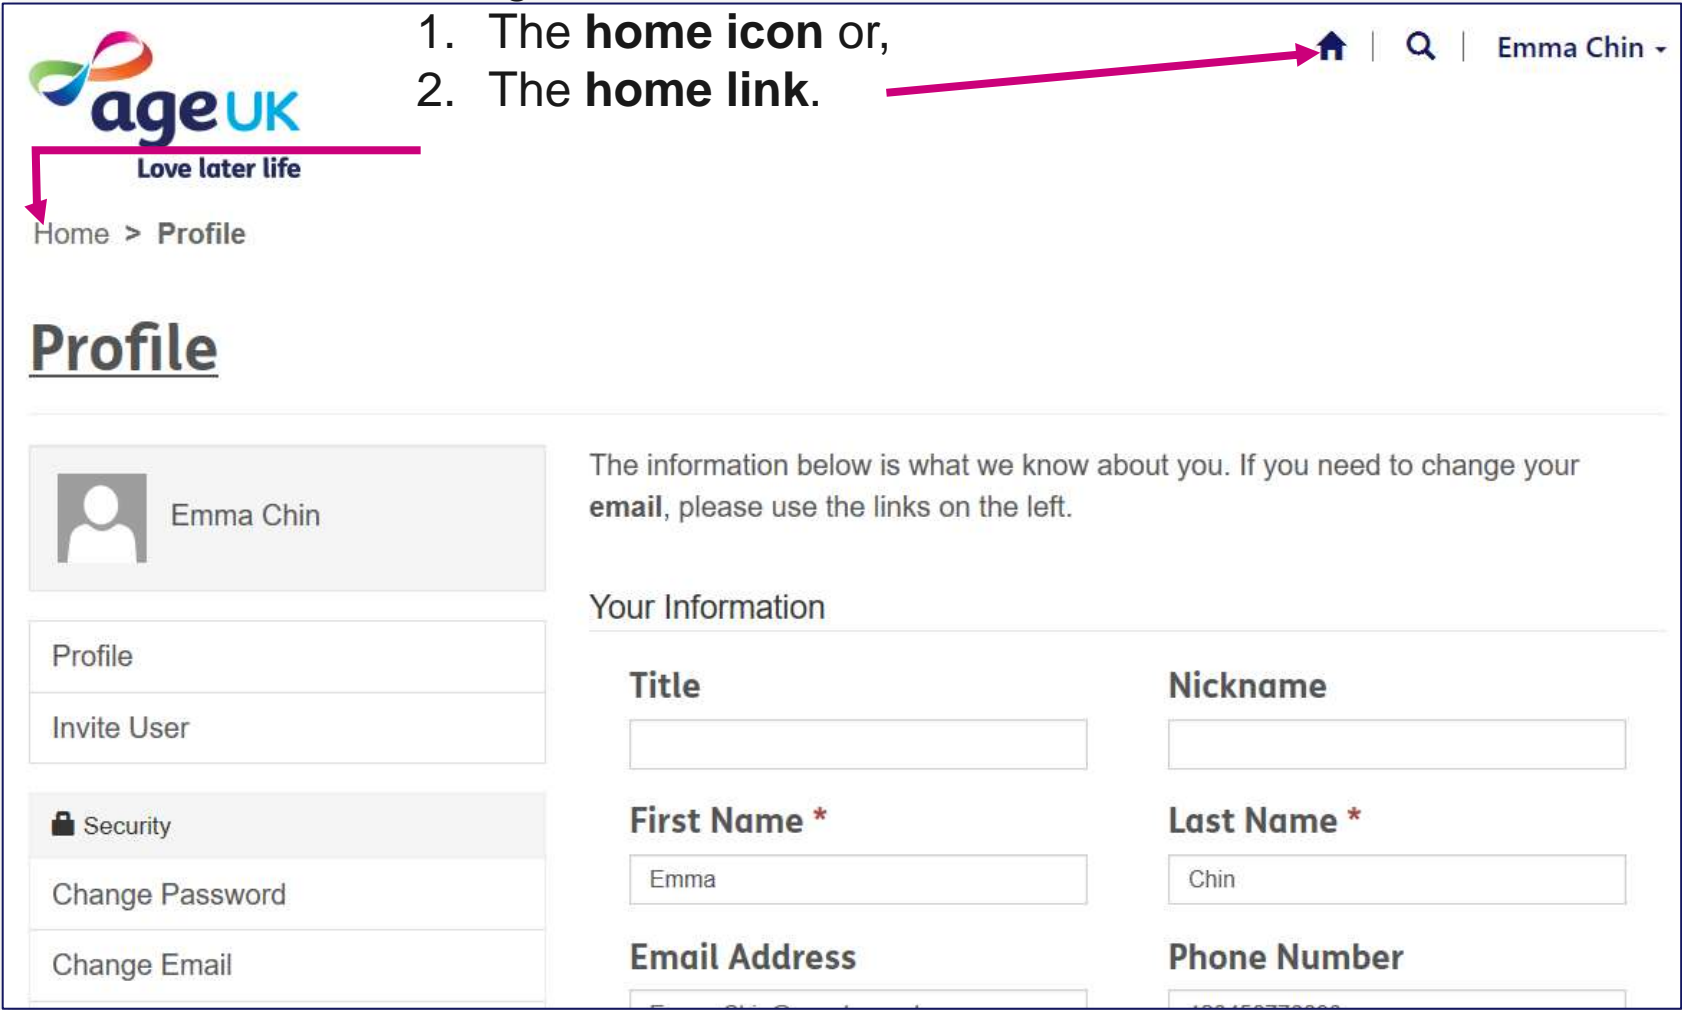 1. The home icon or,
2. The home link.
Emma Chin
age UK
Love later life
Home > Profile
Profile
Emma Chin
The information below is what we know about you. If you need to change your
email, please use the links on the left.
Profile
Invite User
Security
Change Password
Change Email
Your Information
Title
Nickname
First Name *
Last Name *
Emma
Chin
Email Address
Phone Number